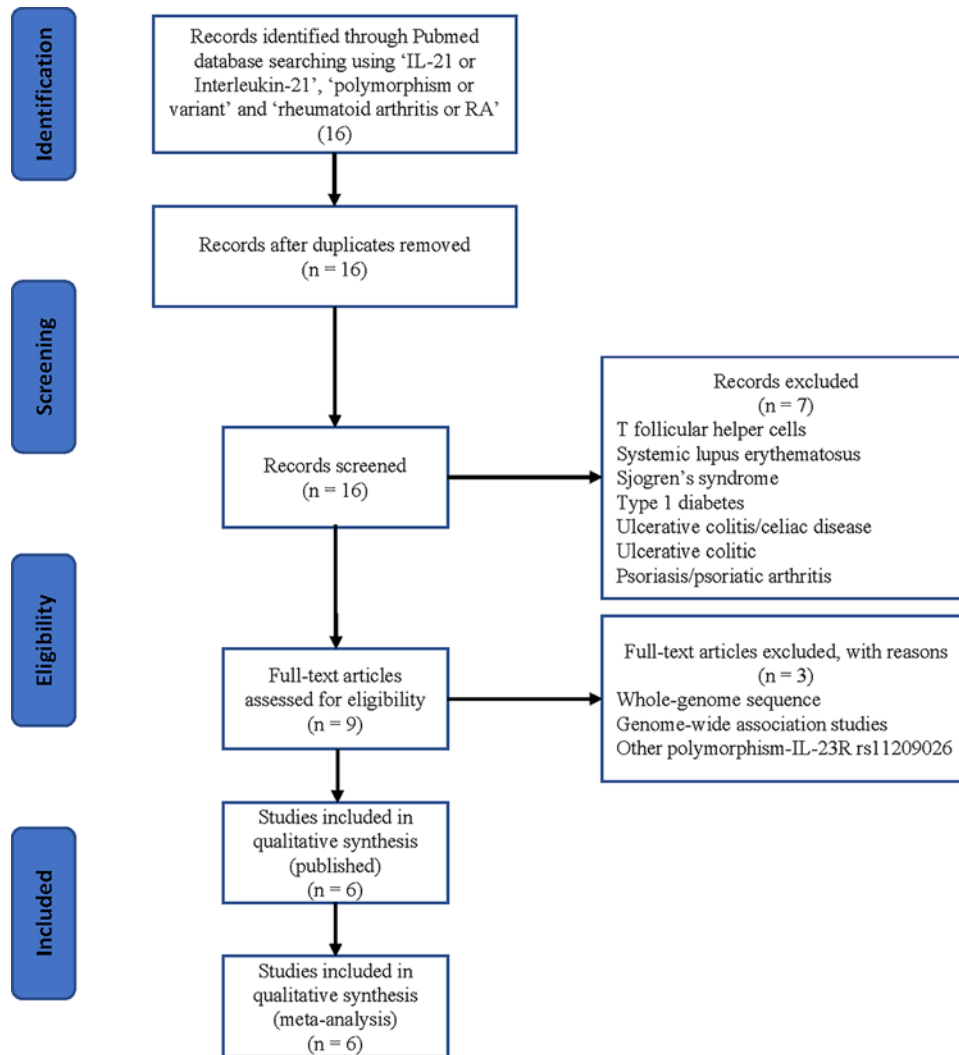 Identification
Records identified through Pubmed
database searching using ‘IL-21 or
Interleukin-21’, ‘polymorphism or
variant’ and ‘rheumatoid arthritis or RA’
(16)
Records after duplicates removed
(n = 16)
Screening
Records screened
(n = 16)
Records excluded
(n = 7)
T follicular helper cells
Systemic lupus erythematosus
Sjogren’s syndrome
Type 1 diabetes
Ulcerative colitis/celiac disease
Ulcerative colitic
Psoriasis/psoriatic arthritis
Eligibility
Full-text articles
assessed for eligibility
(n = 9)
Full-text articles excluded, with reasons
(n = 3)
Whole-genome sequence
Genome-wide association studies
Other polymorphism-IL-23R rs11209026
Included
Studies included in
qualitative synthesis
(published)
(n = 6)
Studies included in
qualitative synthesis
(meta-analysis)
(n = 6)